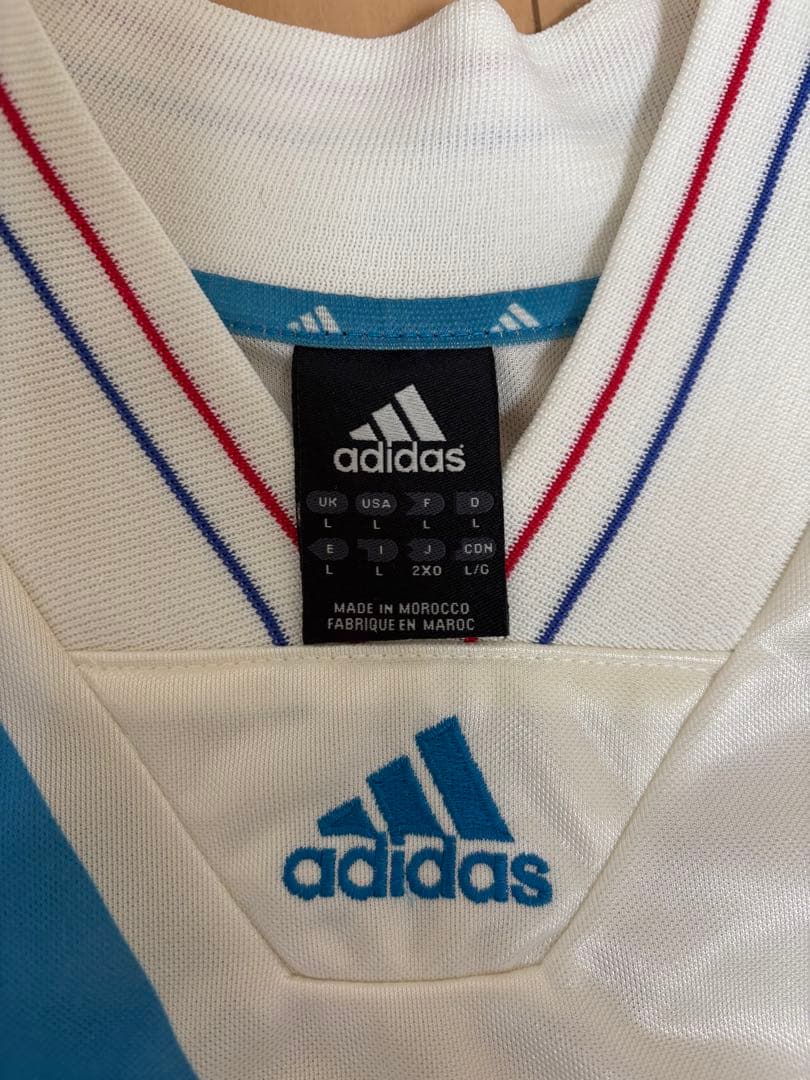 adidas
UK USA F D
L L L L
E I J CDN
L L 2XO L/G
MADE IN MOROCCO
FABRIQUE EN MAROC
adidas